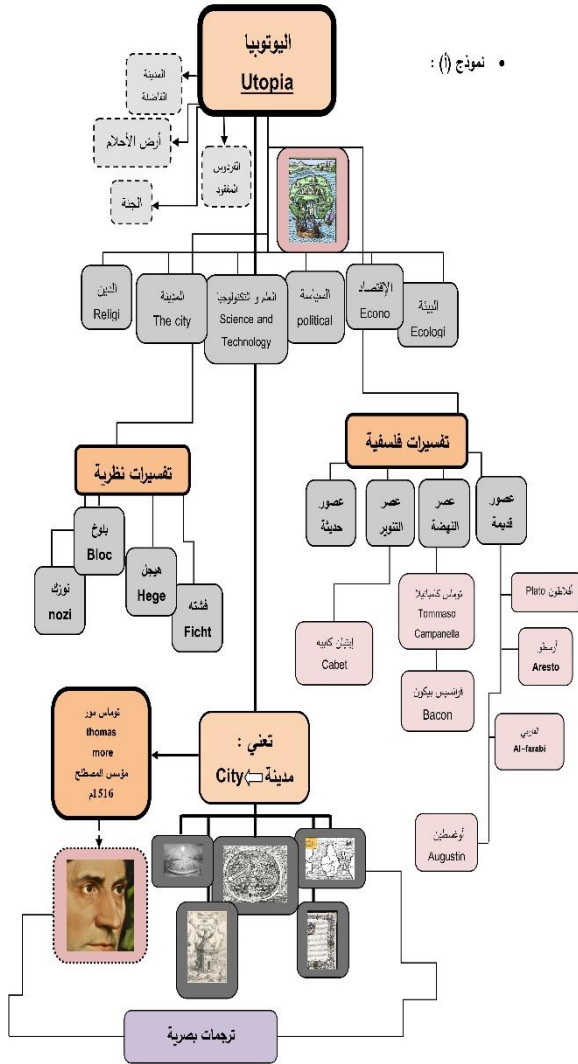 • نموذج (أ) :
اليوتوبيا
Utopia
المدينة
الفاضلة
أرض الأحلام
الفردوس
المفقود
الجنة
الدين
Religi
المدينة
The city
العلم و التكنولوجيا
Science and
Technology
السياسة
political
الإقتصاد
Econo
البيئة
Ecologi
تفسيرات نظرية
تفسيرات فلسفية
بلوخ
Bloc
نوزك
nozi
هيجل
Hege
فشته
Ficht
عصور
حديثة
عصر
التنوير
عصر
النهضة
عصور
قديمة
إيتيان كابيه
Cabet
توماس كامبانيلا
Tommaso
Campanella
فرانسيس بيكون
Bacon
أفلاطون Plato
أرسطو
Aresto
الفارابي
Al-farabi
أوغسطين
Augustin
توماس مور
thomas
more
مؤسس المصطلح
1516م
تعني :
مدينة ⇦ City
ترجمات بصرية